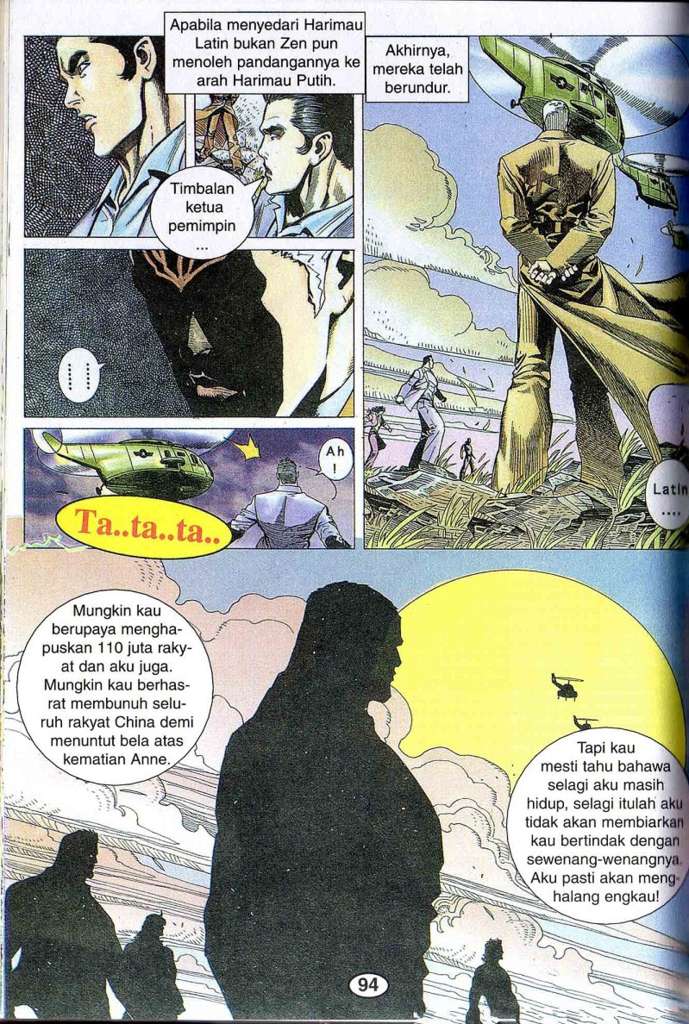 Apabila menyedari Harimau
Latin bukan Zen pun
menoleh pandangannya ke
arah Harimau Putih.
Akhirnya,
mereka telah
berundur.
Timbalan
ketua
pemimpin
...
Ah
!
Ta..ta..ta..
Latin
....
Mungkin kau
berupaya mengha-
puskan 110 juta raky-
at dan aku juga.
Mungkin kau berhas-
rat membunuh selu-
ruh rakyat China demi
menuntut bela atas
kematian Anne.
Tapi kau
mesti tahu bahawa
selagi aku masih
hidup, selagi itulah aku
tidak akan membiarkan
kau bertindak dengan
sewenang-wenangnya.
Aku pasti akan meng-
halang engkau!
94